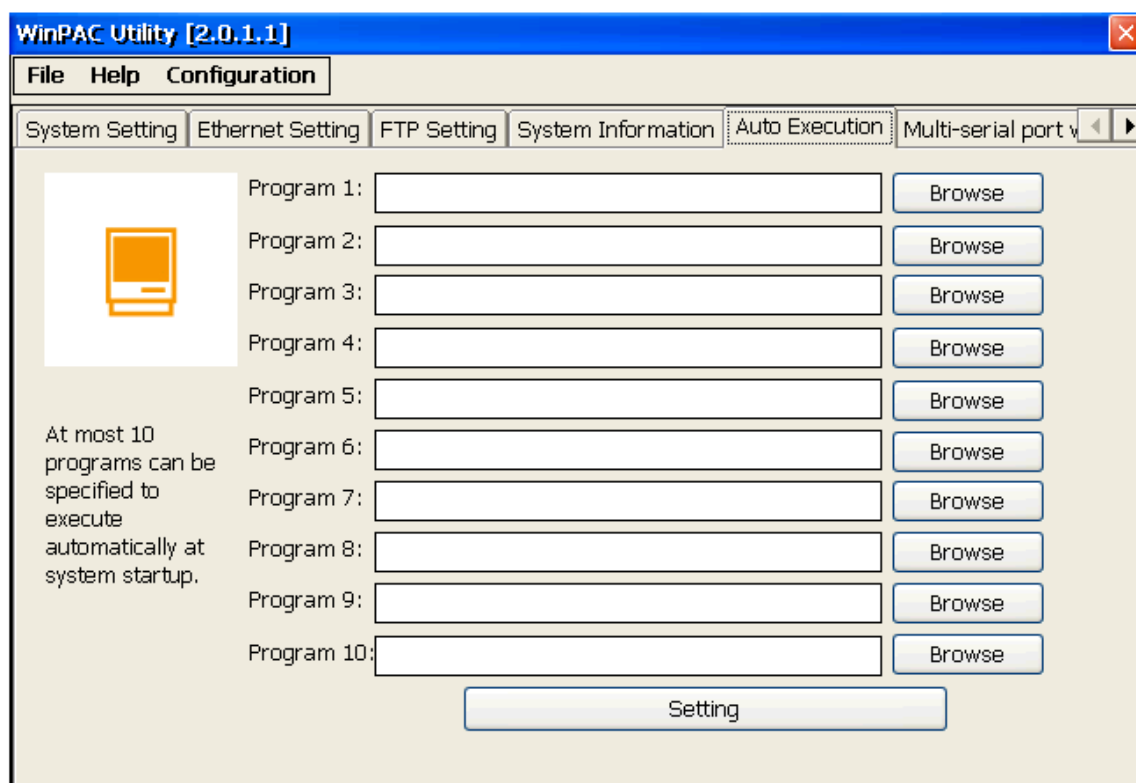 WinPAC Utility [2.0.1.1]
File Help Configuration
System Setting Ethernet Setting FTP Setting System Information Auto Execution Multi-serial port
Program 1: Browse
Program 2: Browse
Program 3: Browse
Program 4: Browse
Program 5: Browse
Program 6: Browse
Program 7: Browse
Program 8: Browse
Program 9: Browse
Program 10: Browse
At most 10
programs can be
specified to
execute
automatically at
system startup.
Setting